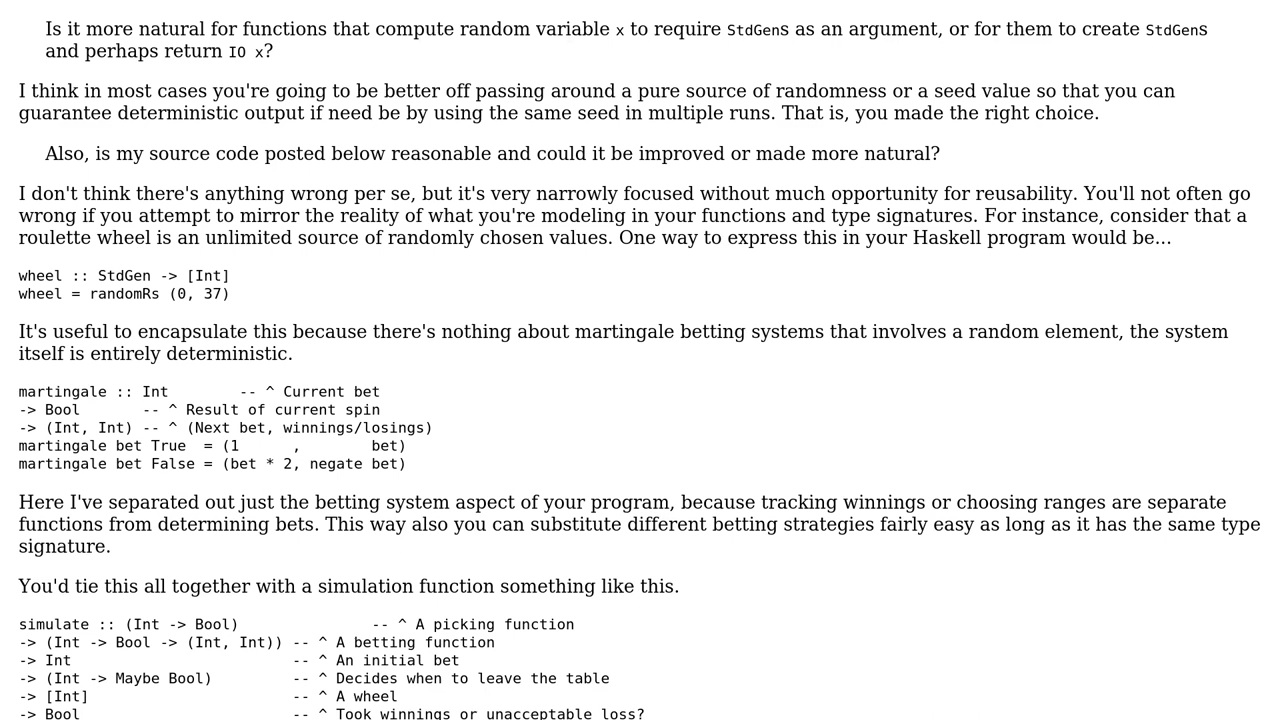 Is it more natural for functions that compute random variable x to require StdGens as an argument, or for them to create StdGens
and perhaps return IO x?
I think in most cases you're going to be better off passing around a pure source of randomness or a seed value so that you can
guarantee deterministic output if need be by using the same seed in multiple runs. That is, you made the right choice.
Also, is my source code posted below reasonable and could it be improved or made more natural?
I don't think there's anything wrong per se, but it's very narrowly focused without much opportunity for reusability. You'll not often go
wrong if you attempt to mirror the reality of what you're modeling in your functions and type signatures. For instance, consider that a
roulette wheel is an unlimited source of randomly chosen values. One way to express this in your Haskell program would be...
wheel :: StdGen -> [Int]
wheel = randomRs (0, 37)
It's useful to encapsulate this because there's nothing about martingale betting systems that involves a random element, the system
itself is entirely deterministic.
martingale :: Int        -- ^ Current bet
-> Bool       -- ^ Result of current spin
-> (Int, Int) -- ^ (Next bet, winnings/losings)
martingale bet True  = (1      ,        bet)
martingale bet False = (bet * 2, negate bet)
Here I've separated out just the betting system aspect of your program, because tracking winnings or choosing ranges are separate
functions from determining bets. This way also you can substitute different betting strategies fairly easy as long as it has the same type
signature.
You'd tie this all together with a simulation function something like this.
simulate :: (Int -> Bool)               -- ^ A picking function
-> (Int -> Bool -> (Int, Int)) -- ^ A betting function
-> Int                         -- ^ An initial bet
-> (Int -> Maybe Bool)         -- ^ Decides when to leave the table
-> [Int]                       -- ^ A wheel
-> Bool                        -- ^ Took winnings or unacceptable loss?